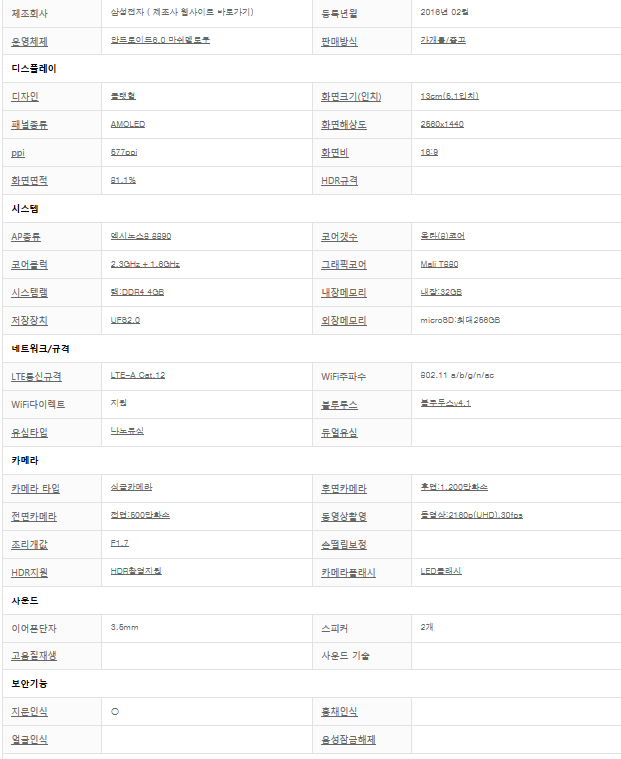 제조회사 삼성전자 ( 제조사 웹사이트 바로가기) 등록년월 2016년 02월
운영체제 안드로이드6.0 마쉬멜로우 판매방식 가개통/중고
디스플레이
디자인 플랫형 화면크기(인치) 13cm(5.1인치)
패널종류 AMOLED 화면해상도 2560x1440
ppi 577ppi 화면비 16:9
화면면적 81.1% HDR규격
시스템
AP종류 엑시노스8 8890 코어갯수 옥타(8)코어
코어클럭 2.3GHz + 1.6GHz 그래픽코어 Mali T880
시스템램 램:DDR4 4GB 내장메모리 내장:32GB
저장장치 UFS2.0 외장메모리 microSD:최대256GB
네트워크/규격
LTE통신규격 LTE-A Cat.12 WiFi주파수 802.11 a/b/g/n/ac
WiFi다이렉트 지원 블루투스 블루투스v4.1
유심타입 나노유심 듀얼유심
카메라
카메라 타입 싱글카메라 후면카메라 후면:1,200만화소
전면카메라 전면:500만화소 동영상촬영 동영상:2160p(UHD),30fps
조리개값 F1.7 손떨림보정
HDR지원 HDR촬영지원 카메라플래시 LED플래시
사운드
이어폰단자 3.5mm 스피커 2개
고음질재생 사운드 기술
보안기능
지문인식 ○ 홍채인식
얼굴인식 음성잠금해제